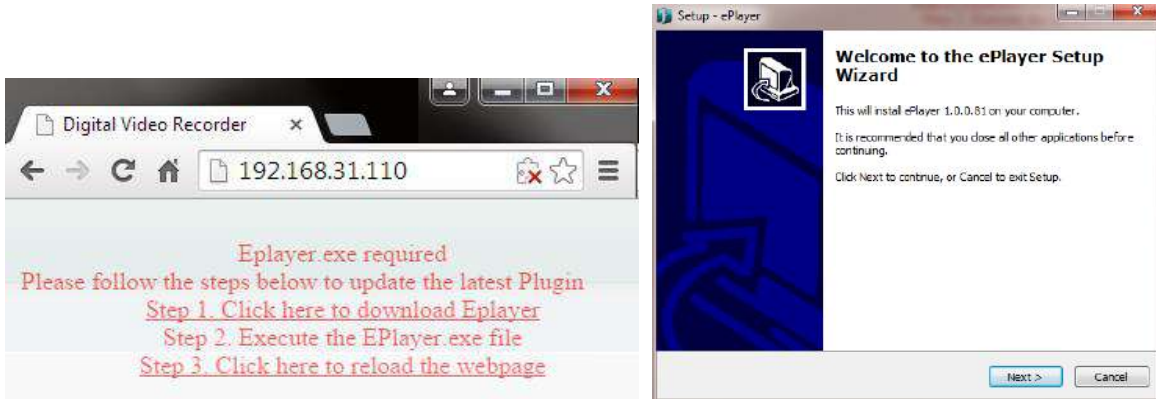 Digital Video Recorder
192.168.31.110
Eplayer.exe required
Please follow the steps below to update the latest Plugin
Step 1. Click here to download Eplayer
Step 2. Execute the EPlayer.exe file
Step 3. Click here to reload the webpage
Setup - ePlayer
Welcome to the ePlayer Setup
Wizard
This will install ePlayer 1.0.0.81 on your computer.
It is recommended that you close all other applications before
continuing.
Click Next to continue, or Cancel to exit Setup.
Next >
Cancel